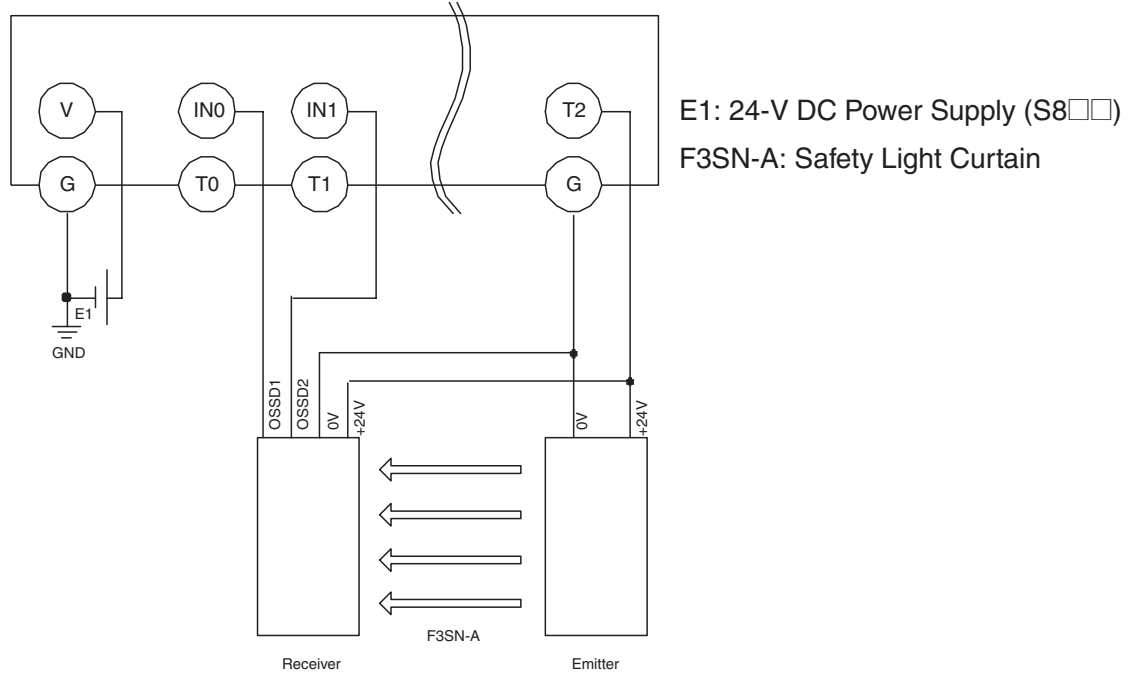 V IN0 IN1 T2
G T0 T1 G
E1: 24-V DC Power Supply (S8□□)
F3SN-A: Safety Light Curtain
E1
GND
OSSD1
OSSD2
0V
+24V
0V
+24V
F3SN-A
Receiver Emitter